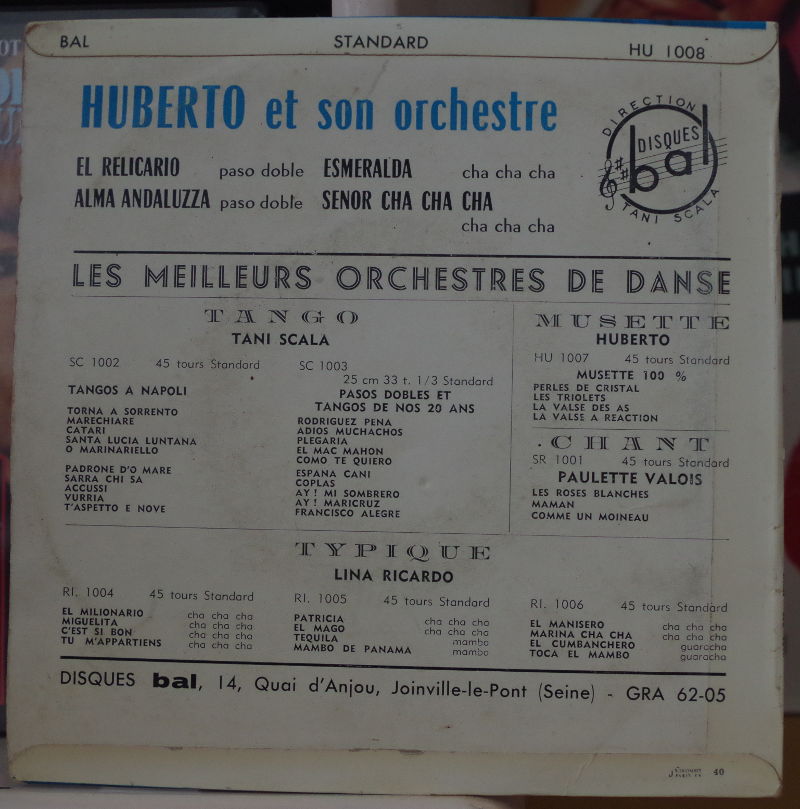 BAL STANDARD HU 1008
HUBERTO et son orchestre
EL RELICARIO paso doble ESMERALDA cha cha cha
ALMA ANDALUZZA paso doble SENOR CHA CHA CHA
cha cha cha
DIRECTION
DISQUES
bal
TANI SCALA
LES MEILLEURS ORCHESTRES DE DANSE
TANGO
TANI SCALA
SC 1002 45 tours Standard
TANGOS A NAPOLI
TORNA A SORRENTO
MARECHIARE
CATARI
SANTA LUCIA LUNTANA
O MARINARIELLO
PADRONE D'O MARE
SARRA CHI SA
ACCUSSI
VURRIA
T'ASPETTO E NOVE
SC 1003
25 cm 33 t. 1/3 Standard
PASOS DOBLES ET
TANGOS DE NOS 20 ANS
RODRIGUEZ PENA
ADIOS MUCHACHOS
PLEGARIA
EL MAC MAHON
COMO TE QUIERO
ESPANA CANI
COPLAS
AY ! MI SOMBRERO
AY ! MARICRUZ
FRANCISCO ALEGRE
MUSETTE
HUBERTO
HU 1007 45 tours Standard
MUSETTE 100 %
PERLES DE CRISTAL
LES TRIOLETS
LA VALSE DES AS
LA VALSE A REACTION
CHANT
SR 1001 45 tours Standard
PAULETTE VALOIS
LES ROSES BLANCHES
MAMAN
COMME UN MOINEAU
TYPIQUE
LINA RICARDO
RI. 1004 45 tours Standard
EL MILIONARIO cha cha cha
MIGUELITA cha cha cha
C'EST SI BON cha cha cha
TU M'APPARTIENS cha cha cha
RI. 1005 45 tours Standard
PATRICIA cha cha cha
EL MAGO cha cha cha
TEQUILA mambo
MAMBO DE PANAMA mambo
RI. 1006 45 tours Standard
EL MANISERO cha cha cha
MARINA CHA CHA cha cha cha
EL CUMBANCHERO guaracha
TOCA EL MAMBO guaracha
DISQUES bal, 14, Quai d'Anjou, Joinville-le-Pont (Seine) - GRA 62-05
40